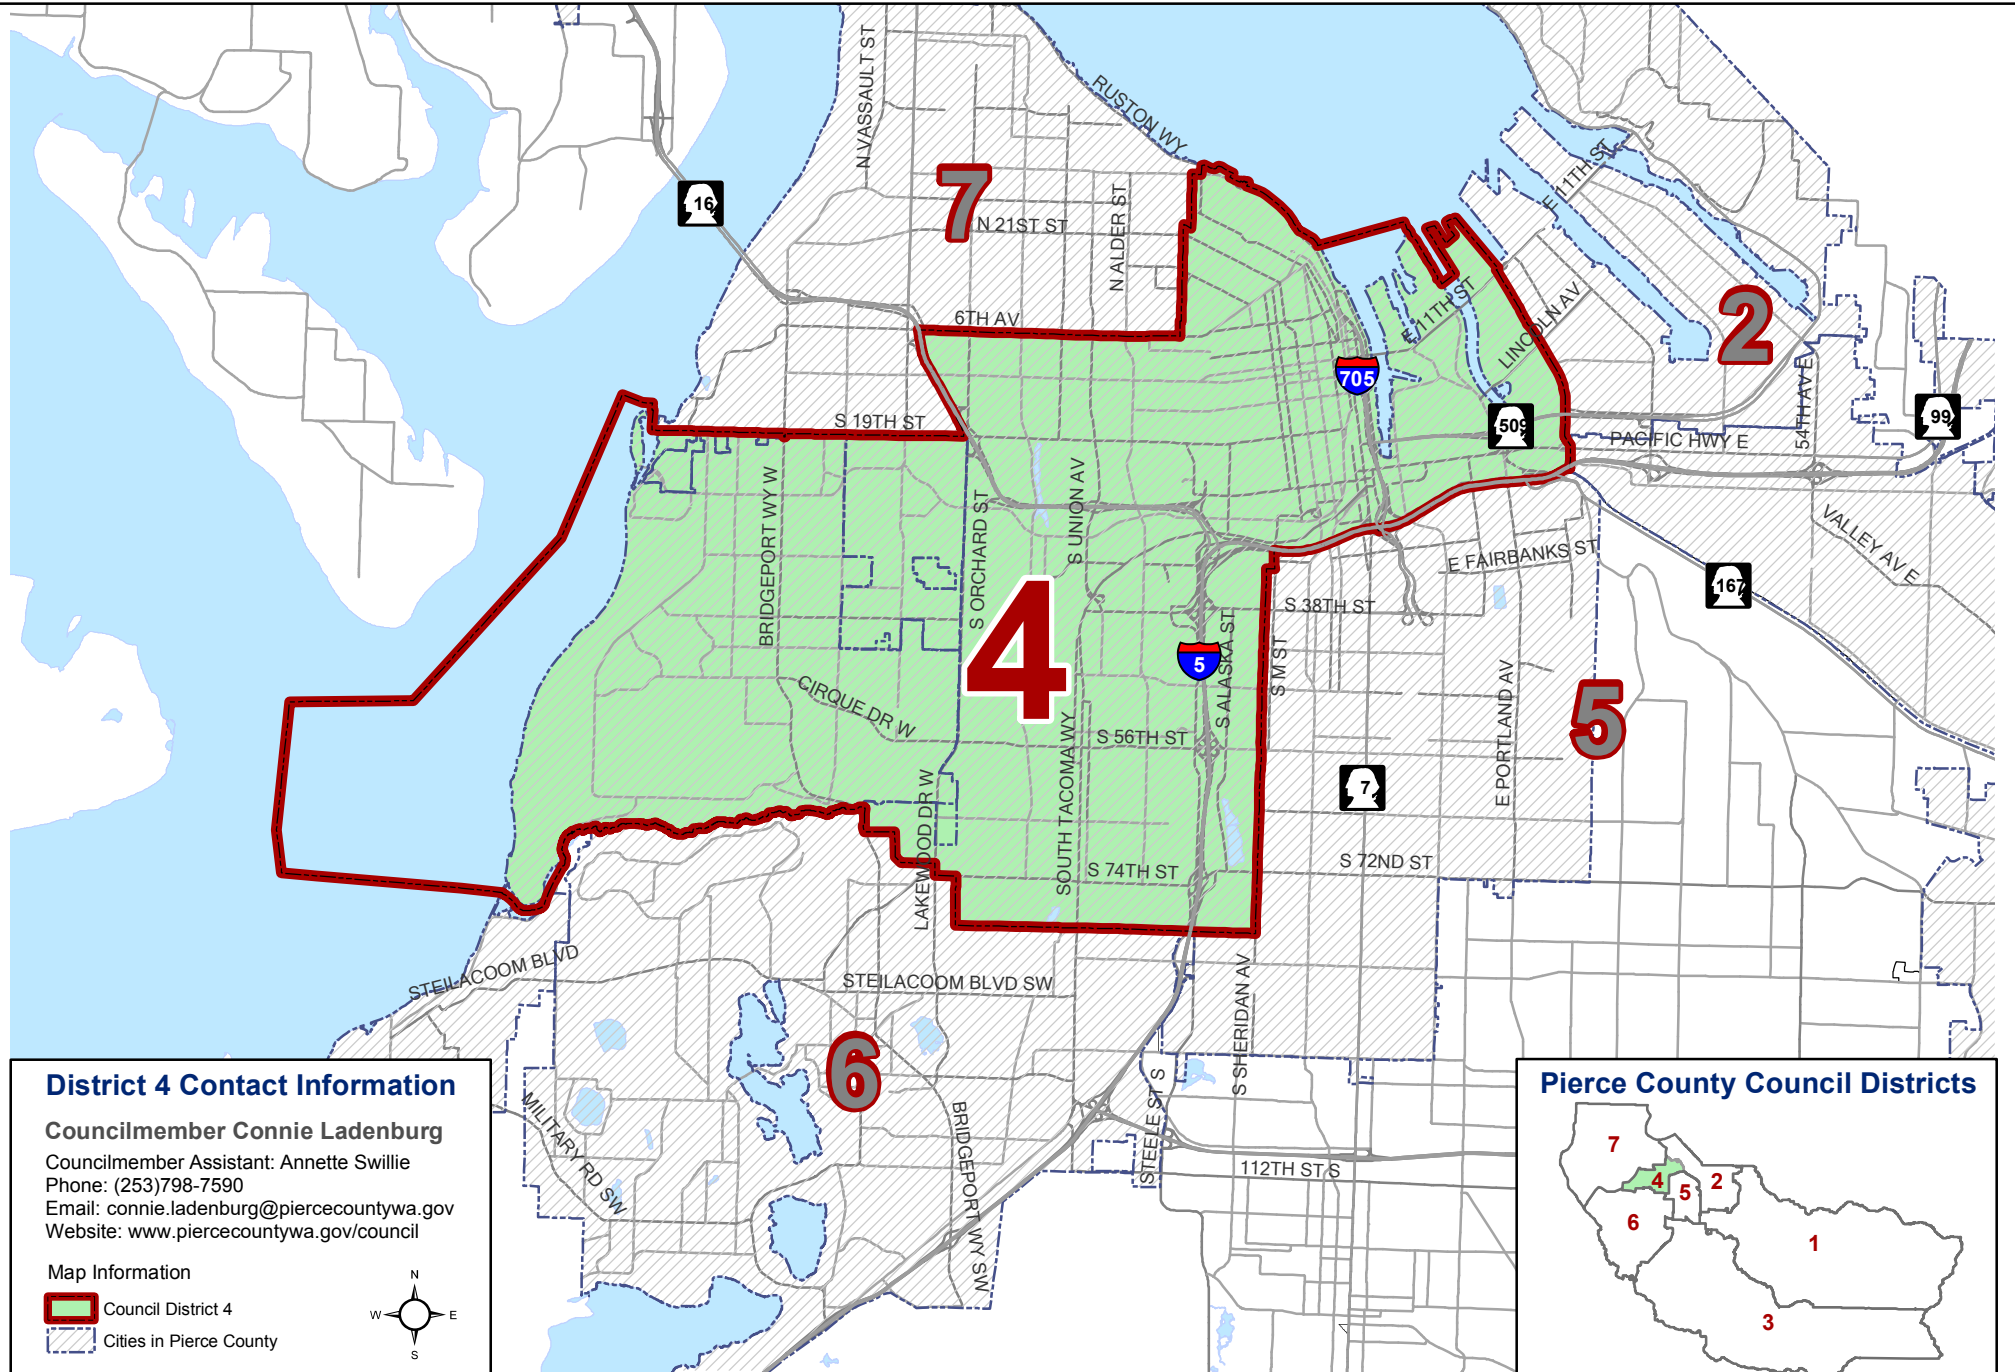 N VASSAULT ST
RUSTON WY
E 11TH ST
16
7
N 21ST ST
N ALDER ST
2
6TH AV
E 11TH ST
LINCOLN AV
705
S 19TH ST
509
99
54TH AV E
PACIFIC HWY E
BRIDGEPORT WY W
S ORCHARD ST
S UNION AV
VALLEY AV E
E FAIRBANKS ST
167
S 38TH ST
4
5
S ALASKA ST
S M ST
E PORTLAND AV
5
CIRQUE DR W
S 56TH ST
SOUTH TACOMA WY
7
LAKEWOOD DR W
S 74TH ST
S 72ND ST
STEILACOOM BLVD
STEILACOOM BLVD SW
S SHERIDAN AV
6
MILITARY RD SW
BRIDGEPORT WY SW
STEELE ST S
112TH ST S
District 4 Contact Information
Councilmember Connie Ladenburg
Councilmember Assistant: Annette Swillie
Phone: (253)798-7590
Email: connie.ladenburg@piercecountywa.gov
Website: www.piercecountywa.gov/council
Map Information
Council District 4
Cities in Pierce County
N
W E
S
Pierce County Council Districts
7
4
5
2
6
1
3